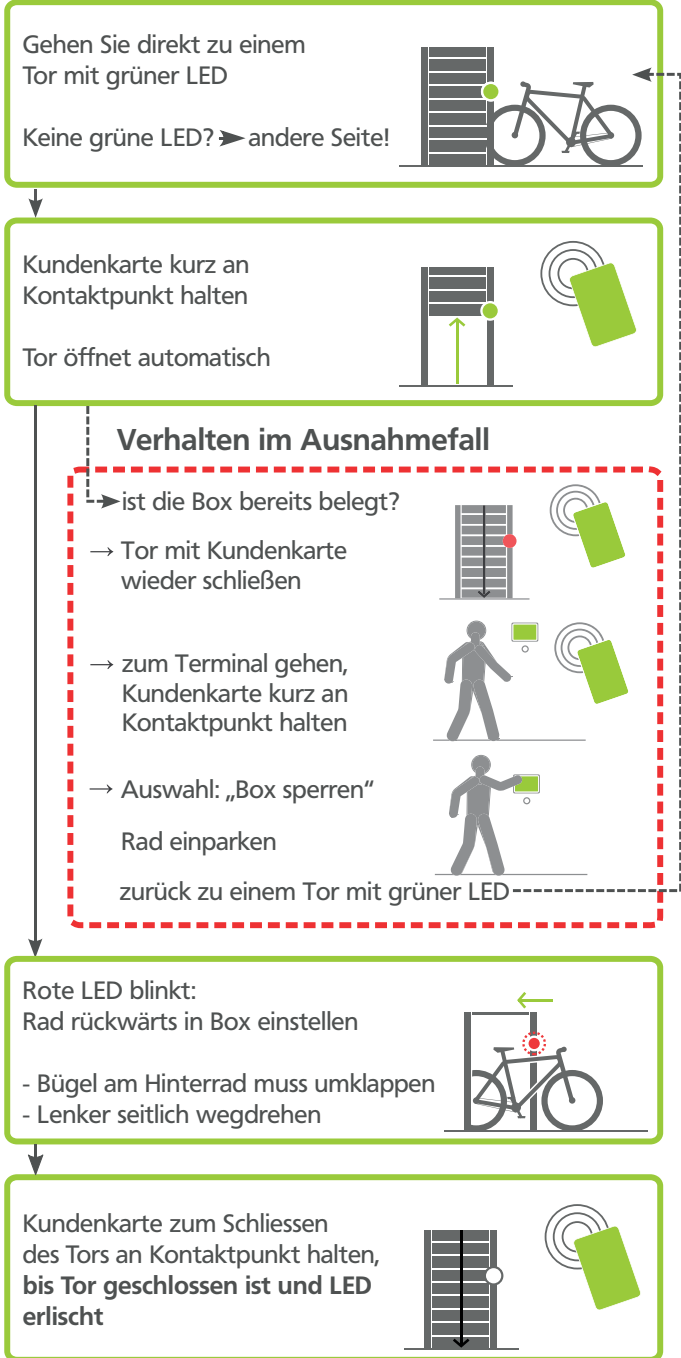 Gehen Sie direkt zu einem
Tor mit grüner LED
Keine grüne LED? ➤ andere Seite!
Kundenkarte kurz an
Kontaktpunkt halten
Tor öffnet automatisch
Verhalten im Ausnahmefall
ist die Box bereits belegt?
→ Tor mit Kundenkarte
wieder schließen
→ zum Terminal gehen,
Kundenkarte kurz an
Kontaktpunkt halten
→ Auswahl: „Box sperren“
Rad einparken
zurück zu einem Tor mit grüner LED
Rote LED blinkt:
Rad rückwärts in Box einstellen
- Bügel am Hinterrad muss umklappen
- Lenker seitlich wegdrehen
Kundenkarte zum Schliessen
des Tors an Kontaktpunkt halten,
bis Tor geschlossen ist und LED
erlischt